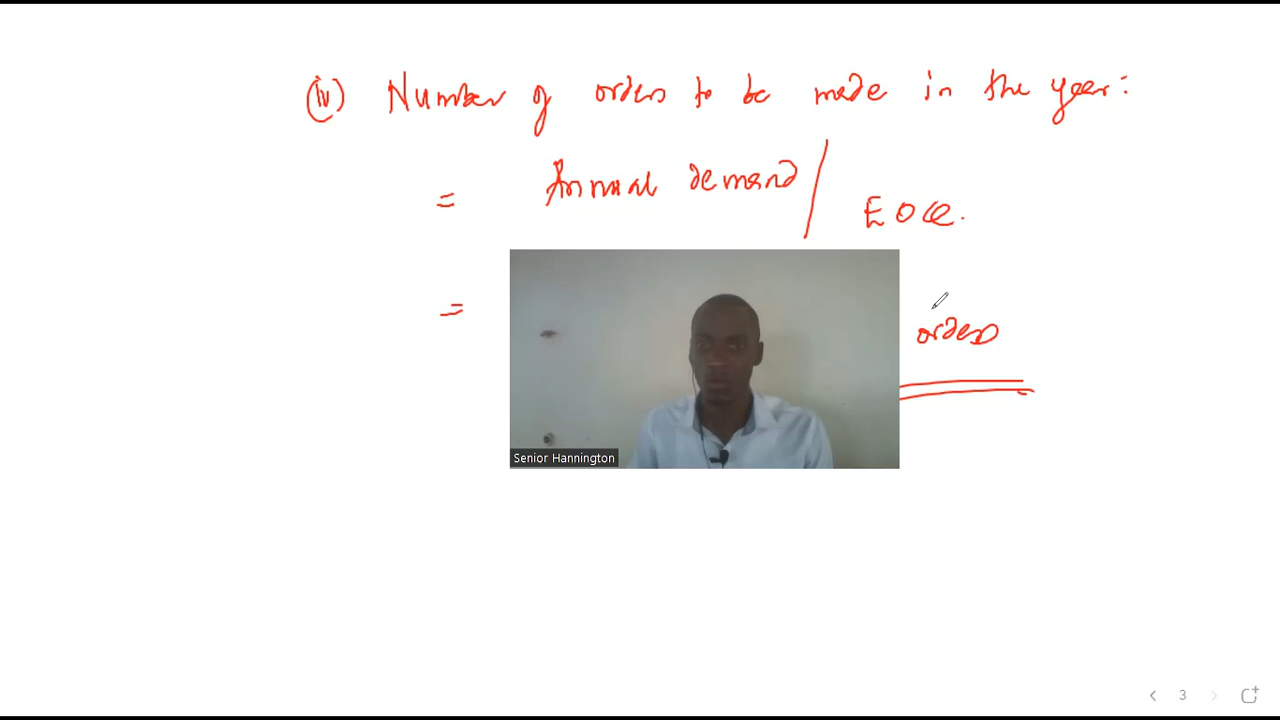 (iv) Number of orders to be made in the year:
= Annual demand / EOQ.
= orders
Senior Hannington
3